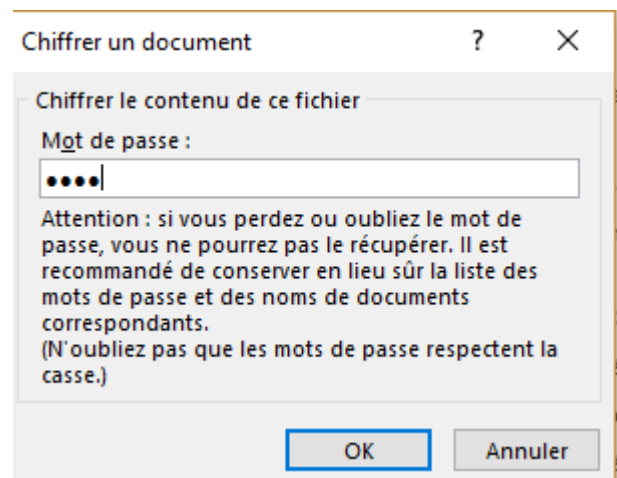 Chiffrer un document ? ×
Chiffrer le contenu de ce fichier
Mot de passe :
●●●●
Attention : si vous perdez ou oubliez le mot de
passe, vous ne pourrez pas le récupérer. Il est
recommandé de conserver en lieu sûr la liste des
mots de passe et des noms de documents
correspondants.
(N'oubliez pas que les mots de passe respectent la
casse.)
OK Annuler